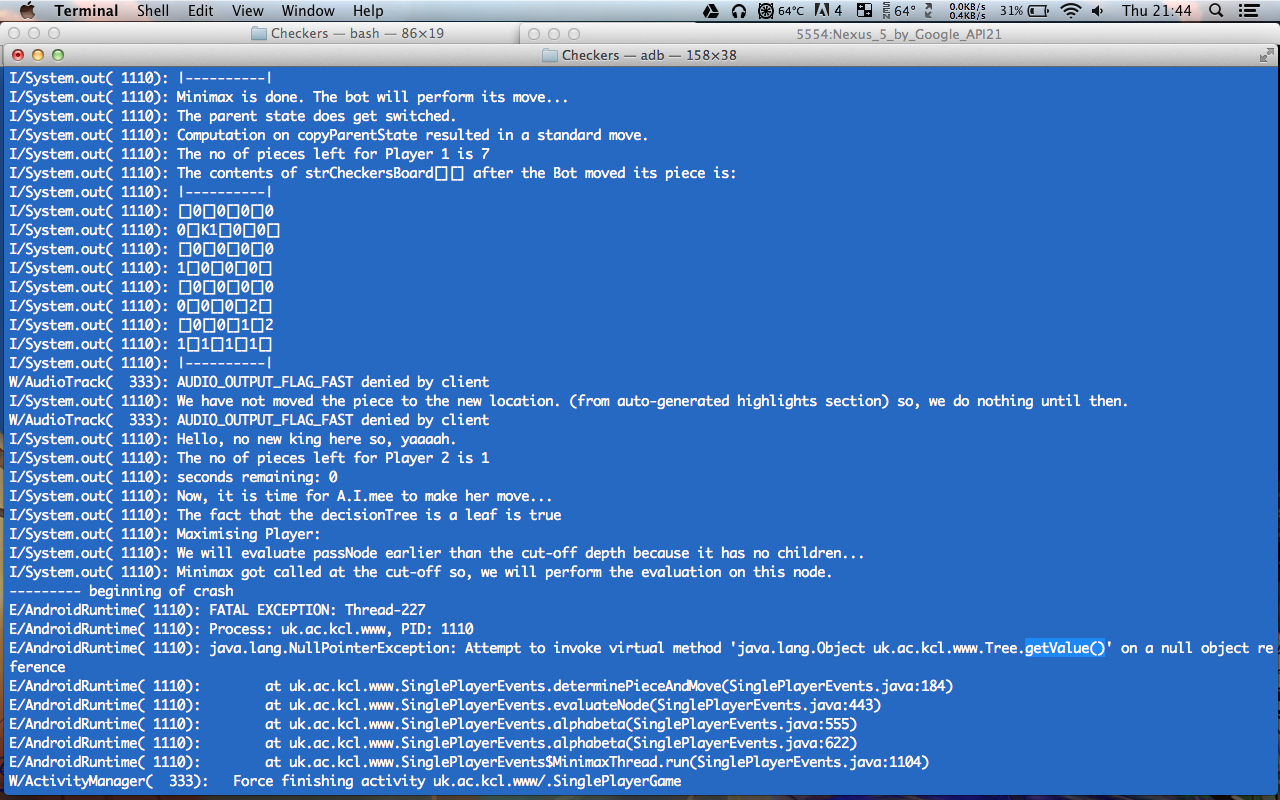 Terminal Shell Edit View Window Help 64°C 4 SEN 64° 0.0KB/s 0.4KB/s 31% Thu 21:44
Checkers — bash — 86×19
5554:Nexus_5_by_Google_API21
Checkers — adb — 158×38
I/System.out( 1110): |----------|
I/System.out( 1110): Minimax is done. The bot will perform its move...
I/System.out( 1110): The parent state does get switched.
I/System.out( 1110): Computation on copyParentState resulted in a standard move.
I/System.out( 1110): The no of pieces left for Player 1 is 7
I/System.out( 1110): The contents of strCheckersBoard[][] after the Bot moved its piece is:
I/System.out( 1110): |----------|
I/System.out( 1110): []0[]0[]0[]0
I/System.out( 1110): 0[]K1[]0[]0[]
I/System.out( 1110): []0[]0[]0[]0
I/System.out( 1110): 1[]0[]0[]0[]
I/System.out( 1110): []0[]0[]0[]0
I/System.out( 1110): 0[]0[]0[]2[]
I/System.out( 1110): []0[]0[]1[]2
I/System.out( 1110): 1[]1[]1[]1[]
I/System.out( 1110): |----------|
W/AudioTrack(  333): AUDIO_OUTPUT_FLAG_FAST denied by client
I/System.out( 1110): We have not moved the piece to the new location. (from auto-generated highlights section) so, we do nothing until then.
W/AudioTrack(  333): AUDIO_OUTPUT_FLAG_FAST denied by client
I/System.out( 1110): Hello, no new king here so, yaaaah.
I/System.out( 1110): The no of pieces left for Player 2 is 1
I/System.out( 1110): seconds remaining: 0
I/System.out( 1110): Now, it is time for A.I.mee to make her move...
I/System.out( 1110): The fact that the decisionTree is a leaf is true
I/System.out( 1110): Maximising Player:
I/System.out( 1110): We will evaluate passNode earlier than the cut-off depth because it has no children...
I/System.out( 1110): Minimax got called at the cut-off so, we will perform the evaluation on this node.
--------- beginning of crash
E/AndroidRuntime( 1110): FATAL EXCEPTION: Thread-227
E/AndroidRuntime( 1110): Process: uk.ac.kcl.www, PID: 1110
E/AndroidRuntime( 1110): java.lang.NullPointerException: Attempt to invoke virtual method 'java.lang.Object uk.ac.kcl.www.Tree.getValue()' on a null object re
ference
E/AndroidRuntime( 1110):        at uk.ac.kcl.www.SinglePlayerEvents.determinePieceAndMove(SinglePlayerEvents.java:184)
E/AndroidRuntime( 1110):        at uk.ac.kcl.www.SinglePlayerEvents.evaluateNode(SinglePlayerEvents.java:443)
E/AndroidRuntime( 1110):        at uk.ac.kcl.www.SinglePlayerEvents.alphabeta(SinglePlayerEvents.java:555)
E/AndroidRuntime( 1110):        at uk.ac.kcl.www.SinglePlayerEvents.alphabeta(SinglePlayerEvents.java:622)
E/AndroidRuntime( 1110):        at uk.ac.kcl.www.SinglePlayerEvents$MinimaxThread.run(SinglePlayerEvents.java:1104)
W/ActivityManager(  333):   Force finishing activity uk.ac.kcl.www/.SinglePlayerGame